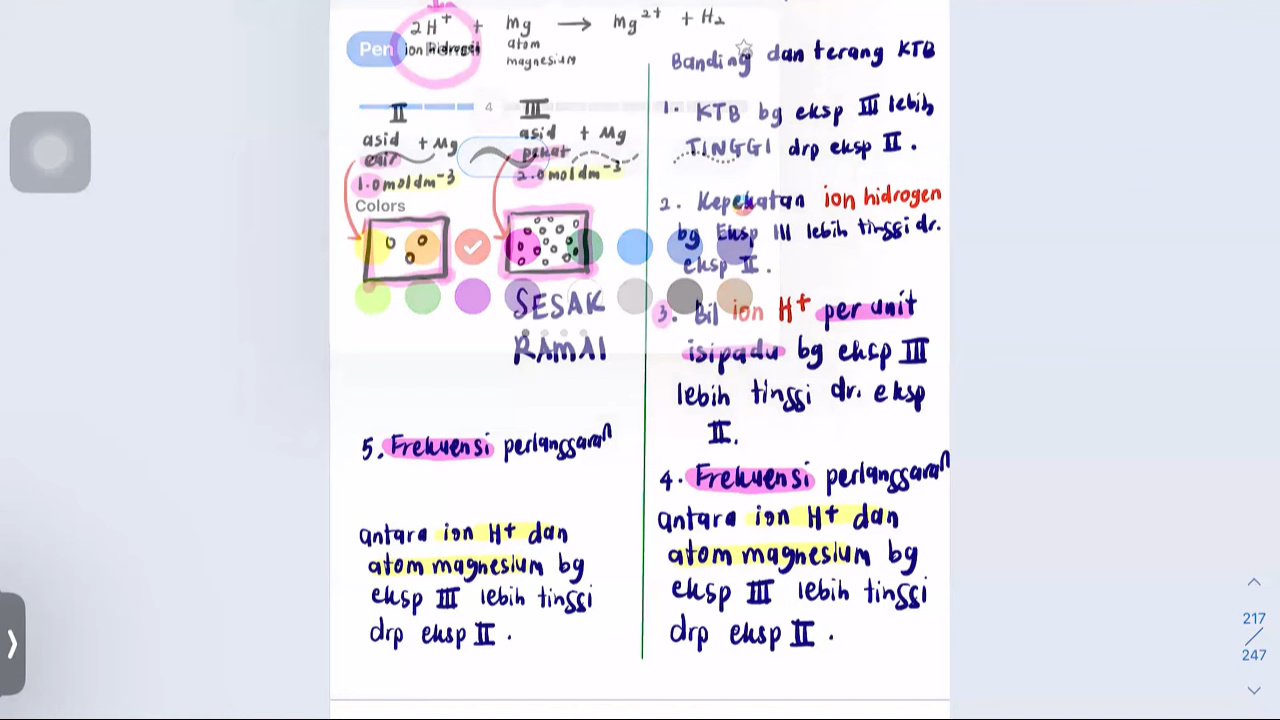 2H⁺ + Mg → Mg²⁺ + H₂
Pen
ion hidrogen
atom
magnesium
4
II
III
asid + Mg
cair
1.0 mol dm⁻³
asid + Mg
pekat
2.0 mol dm⁻³
Colors
SESAK
RAMAI
5. Frekuensi perlanggaran
antara ion H+ dan
atom magnesium bg
eksp III lebih tinggi
drp eksp II.
Banding dan terang KTB
1. KTB bg eksp III lebih
TINGGI drp eksp II.
2. Kepekatan ion hidrogen
bg Eksp III lebih tinggi dr.
eksp II.
3. Bil ion H+ per unit
isipadu bg eksp III
lebih tinggi dr. eksp
II.
4. Frekuensi perlanggaran
antara ion H+ dan
atom magnesium bg
eksp III lebih tinggi
drp eksp II.
217
247